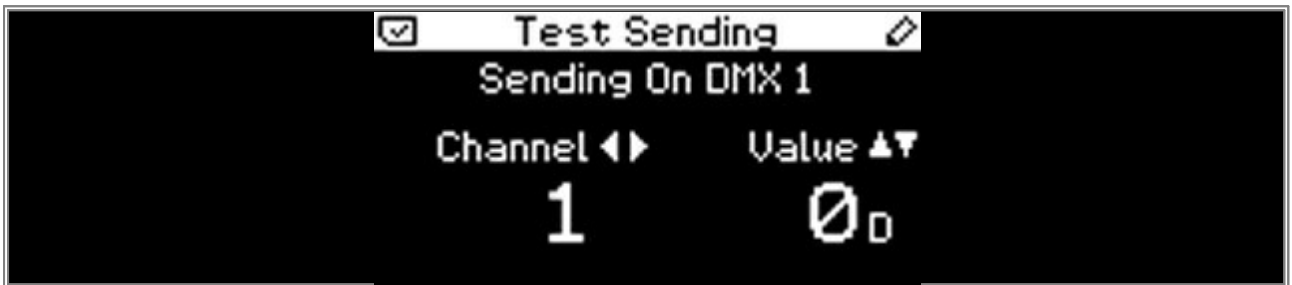 Test Sending
Sending On DMX 1
Channel Value
1 0D